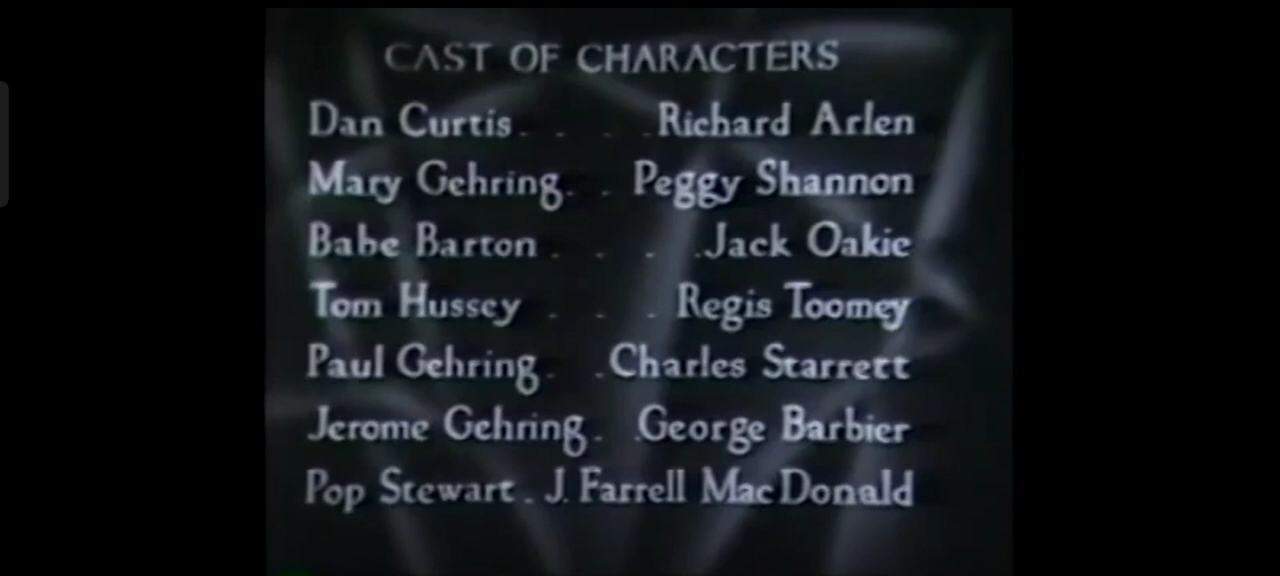 CAST OF CHARACTERS
Dan Curtis. . . .Richard Arlen
Mary Gehring. . Peggy Shannon
Babe Barton . . . .Jack Oakie
Tom Hussey . . . Regis Toomey
Paul Gehring. .Charles Starrett
Jerome Gehring. .George Barbier
Pop Stewart . J. Farrell MacDonald